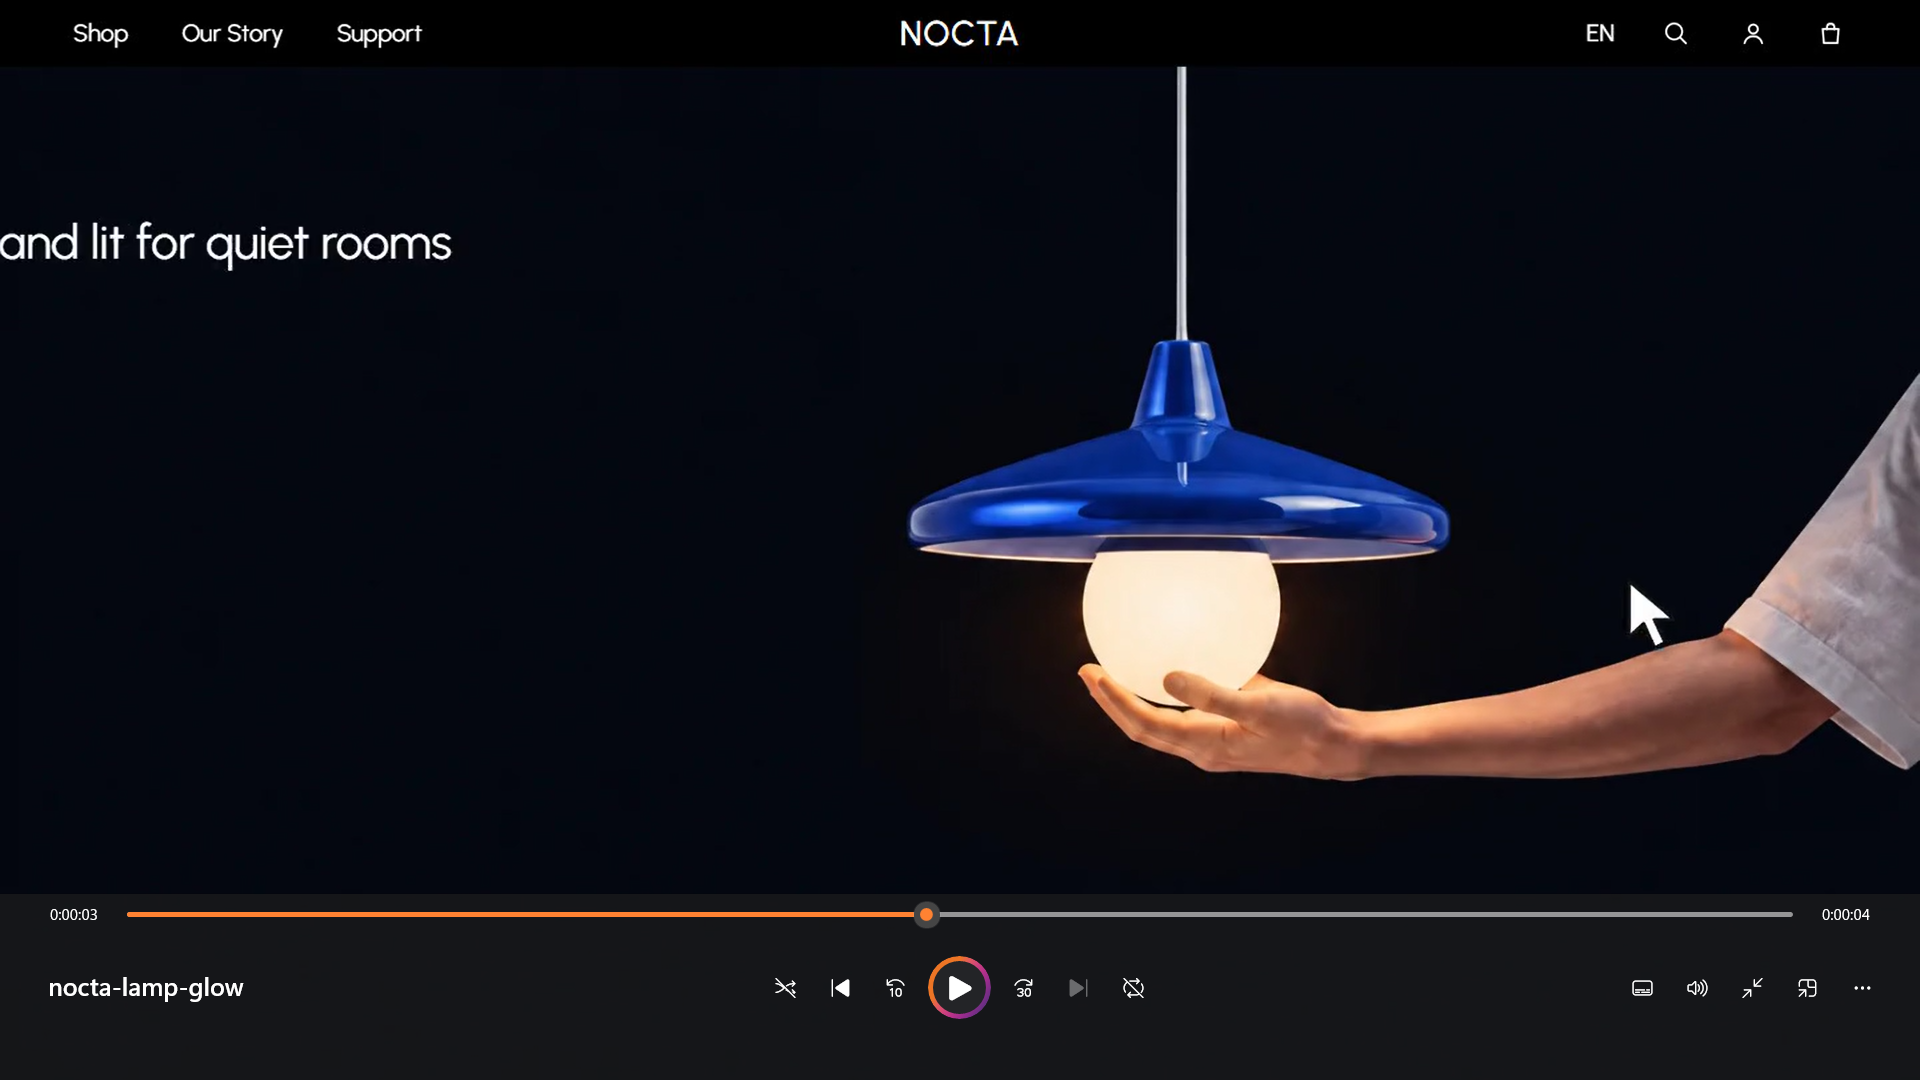 Shop Our Story Support NOCTA EN
and lit for quiet rooms
0:00:03 0:00:04
nocta-lamp-glow 10 30